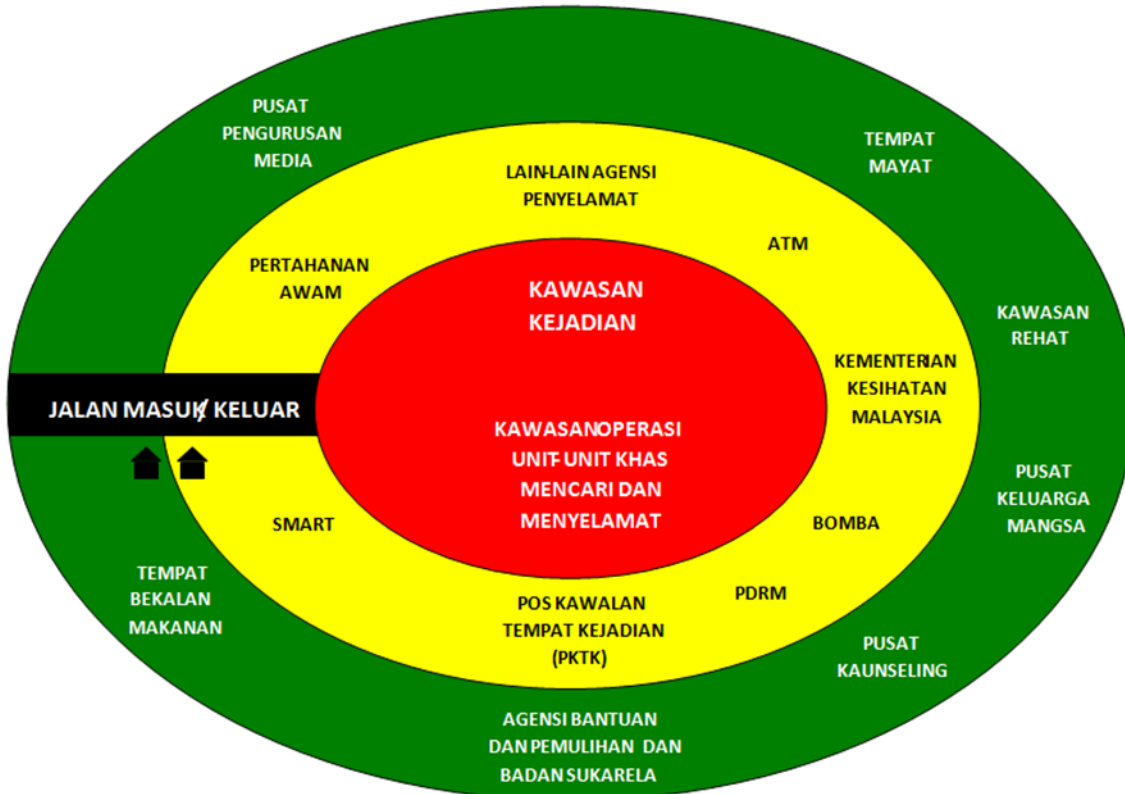 PUSAT
PENGURUSAN
MEDIA
TEMPAT
MAYAT
LAIN-LAIN AGENSI
PENYELAMAT
ATM
PERTAHANAN
AWAM
KAWASAN
KEJADIAN
KAWASAN
REHAT
KEMENTERIAN
KESIHATAN
MALAYSIA
JALAN MASUK/ KELUAR
KAWASAN OPERASI
UNIT-UNIT KHAS
MENCARI DAN
MENYELAMAT
PUSAT
KELUARGA
MANGSA
SMART
BOMBA
TEMPAT
BEKALAN
MAKANAN
POS KAWALAN
TEMPAT KEJADIAN
(PKTK)
PDRM
PUSAT
KAUNSELING
AGENSI BANTUAN
DAN PEMULIHAN DAN
BADAN SUKARELA